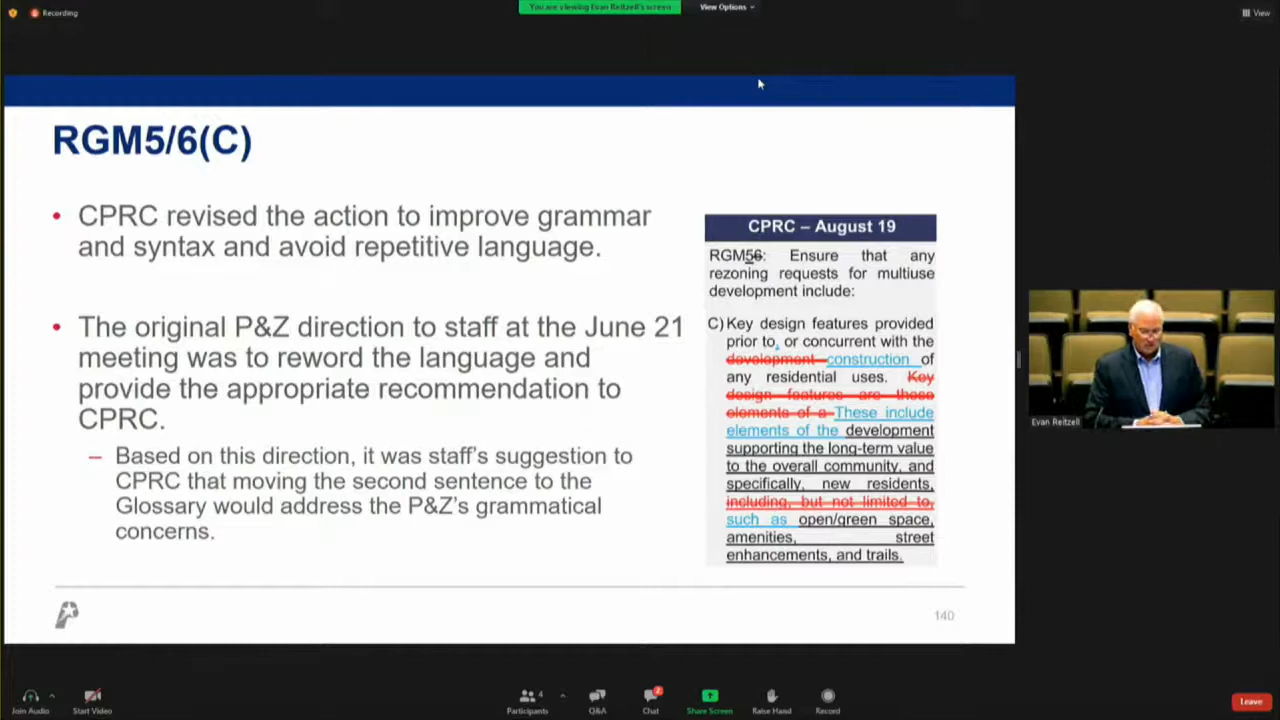 Recording
You are viewing Evan Reitzell's screen
View Options
View
RGM5/6(C)
• CPRC revised the action to improve grammar
and syntax and avoid repetitive language.
• The original P&Z direction to staff at the June 21
meeting was to reword the language and
provide the appropriate recommendation to
CPRC.
– Based on this direction, it was staff's suggestion to
CPRC that moving the second sentence to the
Glossary would address the P&Z's grammatical
concerns.
CPRC – August 19
RGM56: Ensure that any
rezoning requests for multiuse
development include:
C) Key design features provided
prior to, or concurrent with the
development construction of
any residential uses. Key
design features are those
elements of a These include
elements of the development
supporting the long-term value
to the overall community, and
specifically, new residents,
including, but not limited to,
such as open/green space,
amenities, street
enhancements, and trails.
140
Evan Reitzell
Join Audio
Start Video
4
Participants
Q&A
2
Chat
Share Screen
Raise Hand
Record
Leave